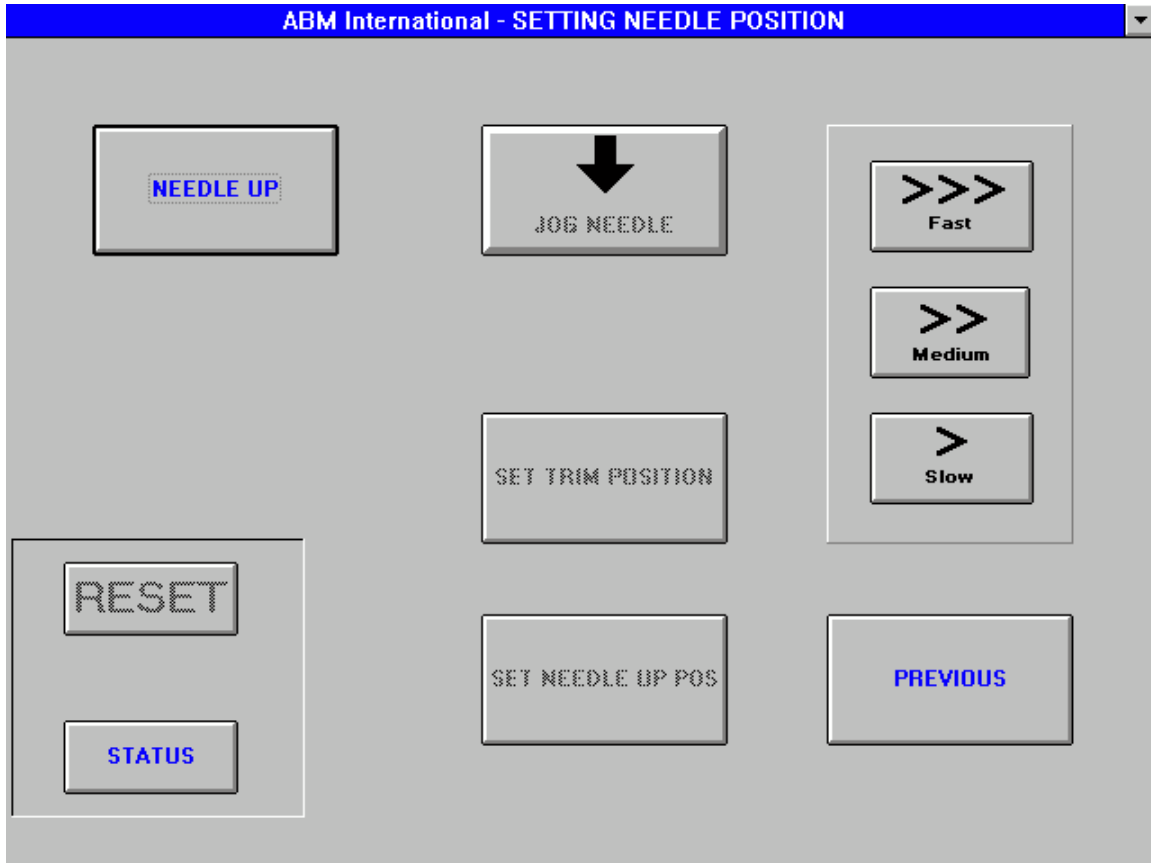 ABM International - SETTING NEEDLE POSITION
NEEDLE UP
JOG NEEDLE
>>>
Fast
>>
Medium
>
Slow
SET TRIM POSITION
RESET
SET NEEDLE UP POS
PREVIOUS
STATUS